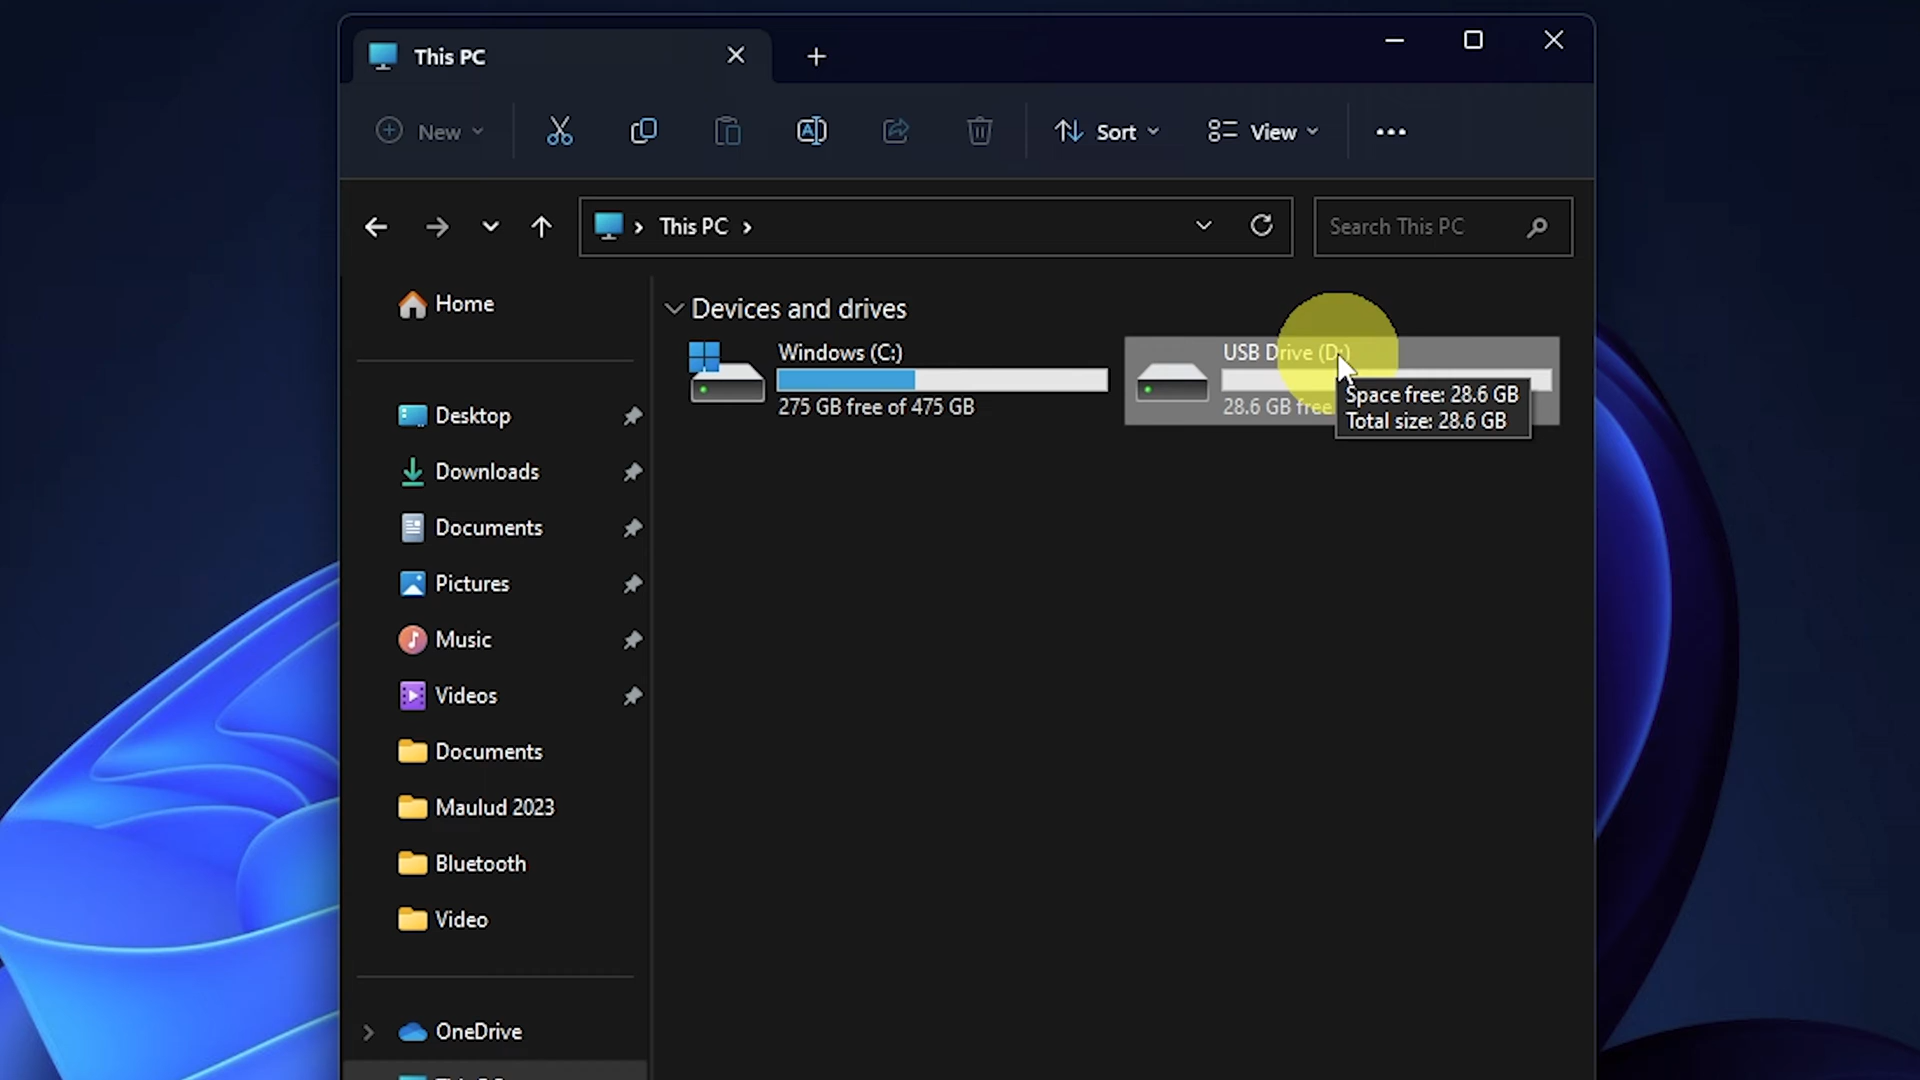 This PC
New
Sort
View
This PC
Search This PC
Home
Desktop
Downloads
Documents
Pictures
Music
Videos
Documents
Maulud 2023
Bluetooth
Video
OneDrive
Devices and drives
Windows (C:)
275 GB free of 475 GB
USB Drive (D:)
28.6 GB free
Space free: 28.6 GB
Total size: 28.6 GB